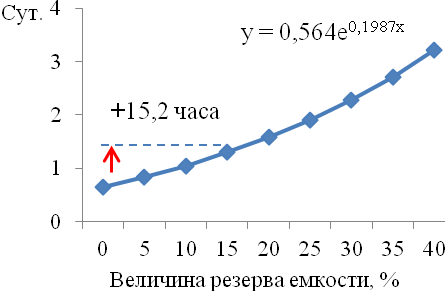 Сут.
4
y = 0,564e^0,1987x
3
+15,2 часа
2
1
0
0 5 10 15 20 25 30 35 40
Величина резерва емкости, %